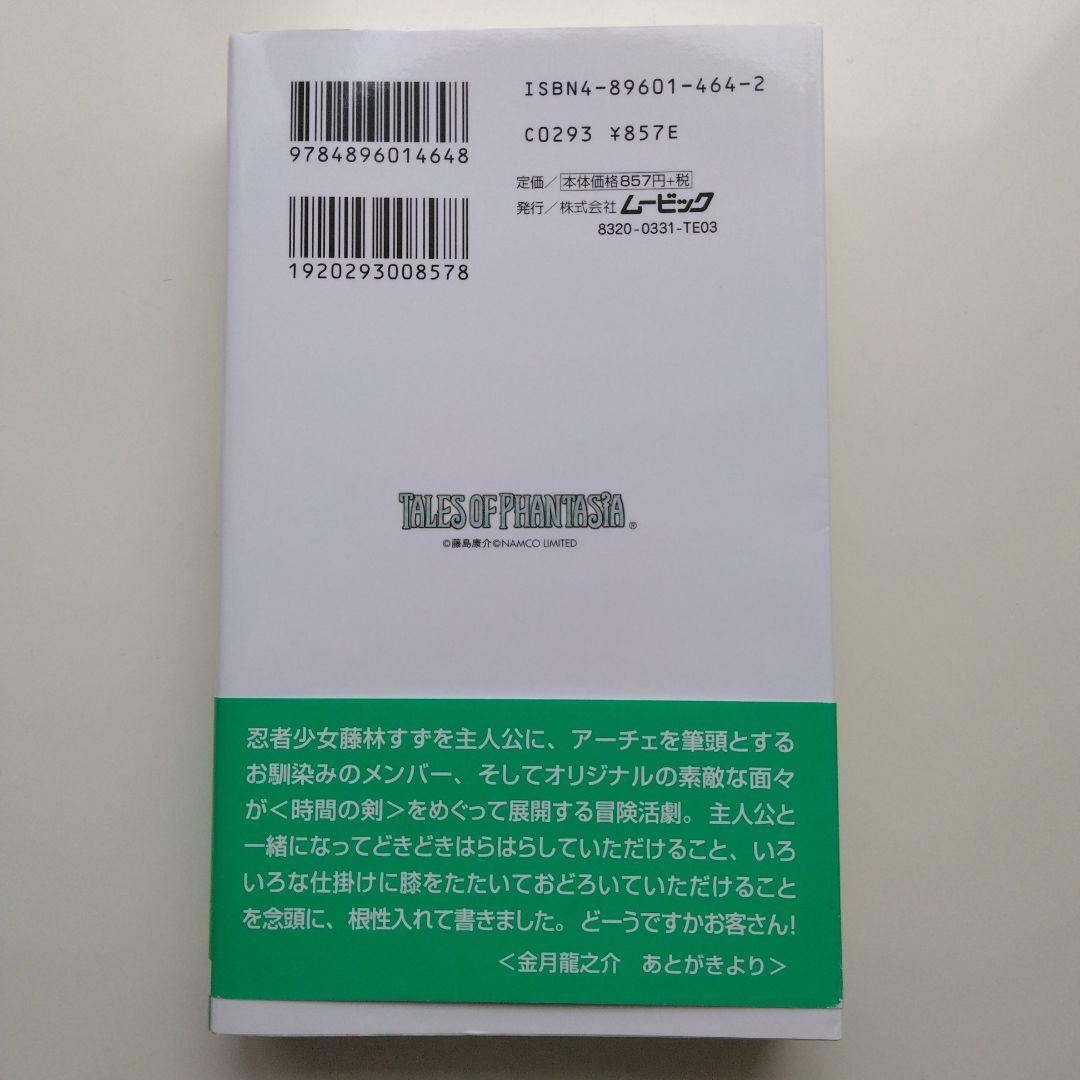 ISBN4-89601-464-2
C0293 ¥857E
9784896014648
定価/本体価格857円+税
発行/株式会社 ムービック
8320-0331-TE03
1920293008578
TALES OF PHANTASIA®
©藤島康介©NAMCO LIMITED
忍者少女藤林すずを主人公に、アーチェを筆頭とする
お馴染みのメンバー、そしてオリジナルの素敵な面々
が<時間の剣>をめぐって展開する冒険活劇。主人公と
一緒になってどきどきはらはらしていただけること、いろ
いろな仕掛けに膝をたたいておどろいていただけること
を念頭に、根性入れて書きました。どーうですかお客さん!
<金月龍之介 あとがきより>